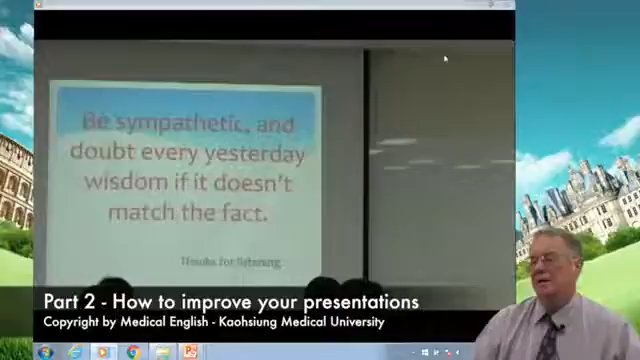 Be sympathetic, and
doubt every yesterday
wisdom if it doesn't
match the fact.
Thanks for listening
Part 2 - How to improve your presentations
Copyright by Medical English - Kaohsiung Medical University